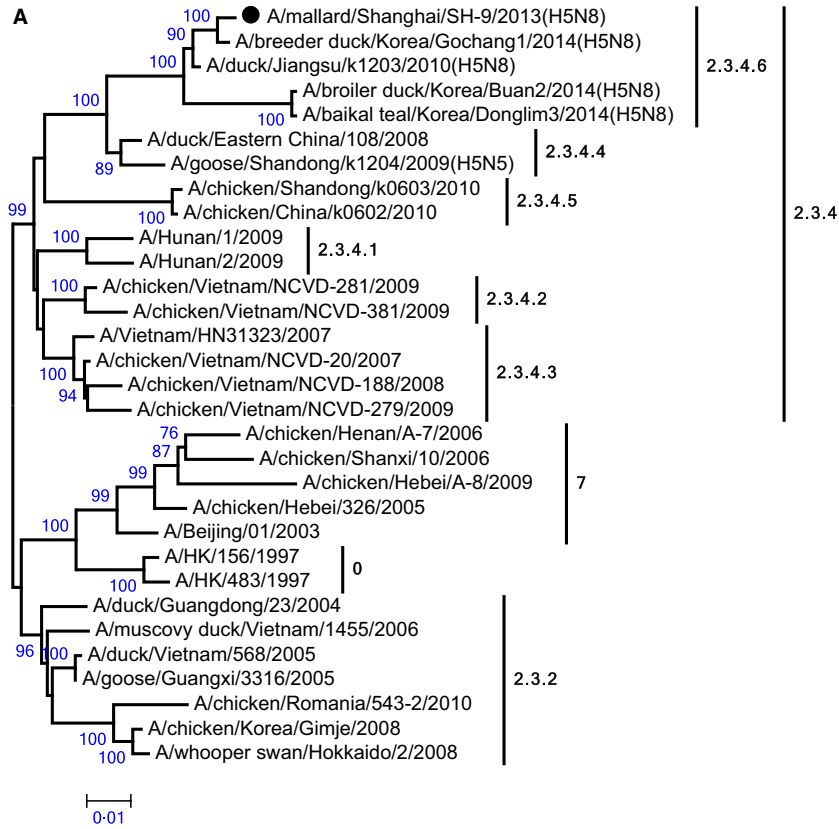 A
100 A/mallard/Shanghai/SH-9/2013(H5N8)
90 A/breeder duck/Korea/Gochang1/2014(H5N8)
100 A/duck/Jiangsu/k1203/2010(H5N8)
2.3.4.6
A/broiler duck/Korea/Buan2/2014(H5N8)
100
100 A/baikal teal/Korea/Donglim3/2014(H5N8)
A/duck/Eastern China/108/2008
2.3.4.4
89 A/goose/Shandong/k1204/2009(H5N5)
A/chicken/Shandong/k0603/2010
2.3.4.5
99 100 A/chicken/China/k0602/2010
2.3.4
100 A/Hunan/1/2009
2.3.4.1
A/Hunan/2/2009
100 A/chicken/Vietnam/NCVD-281/2009
2.3.4.2
A/chicken/Vietnam/NCVD-381/2009
A/Vietnam/HN31323/2007
A/chicken/Vietnam/NCVD-20/2007
100 2.3.4.3
A/chicken/Vietnam/NCVD-188/2008
94
A/chicken/Vietnam/NCVD-279/2009
76 A/chicken/Henan/A-7/2006
87
A/chicken/Shanxi/10/2006
99
A/chicken/Hebei/A-8/2009 7
99
A/chicken/Hebei/326/2005
100 A/Beijing/01/2003
A/HK/156/1997
0
100 A/HK/483/1997
A/duck/Guangdong/23/2004
A/muscovy duck/Vietnam/1455/2006
96 100 A/duck/Vietnam/568/2005
A/goose/Guangxi/3316/2005
2.3.2
A/chicken/Romania/543-2/2010
A/chicken/Korea/Gimje/2008
100
100 A/whooper swan/Hokkaido/2/2008
0·01